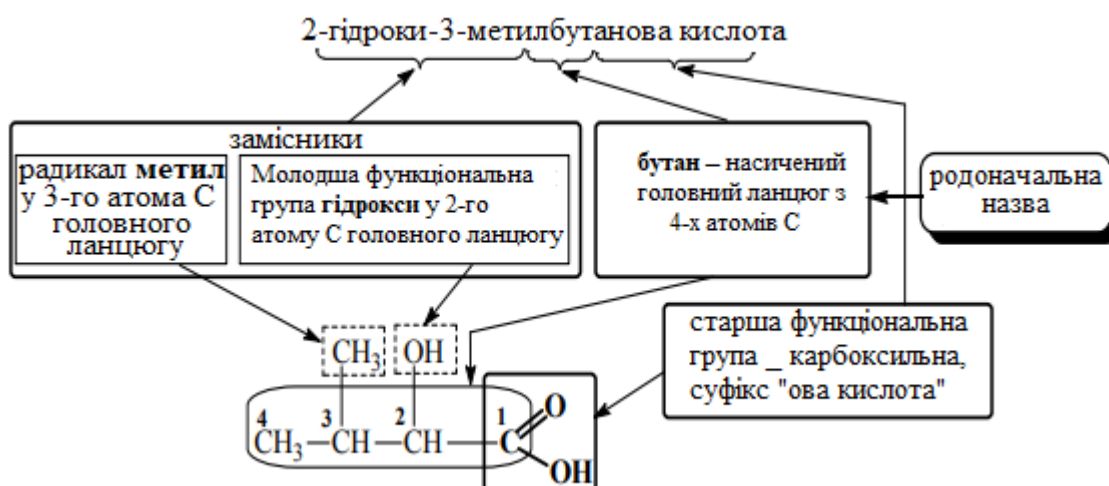 2-гідроки-3-метилбутанова кислота
замісники
радикал метил
у 3-го атома С
головного
ланцюгу
Молодша функціональна
група гідрокси у 2-го
атому С головного ланцюгу
бутан – насичений
головний ланцюг з
4-х атомів С
родоначальна
назва
старша функціональна
група _ карбоксильна,
суфікс "ова кислота"
CH3 OH
4 3 2 1 O
CH3—CH—CH—C
OH